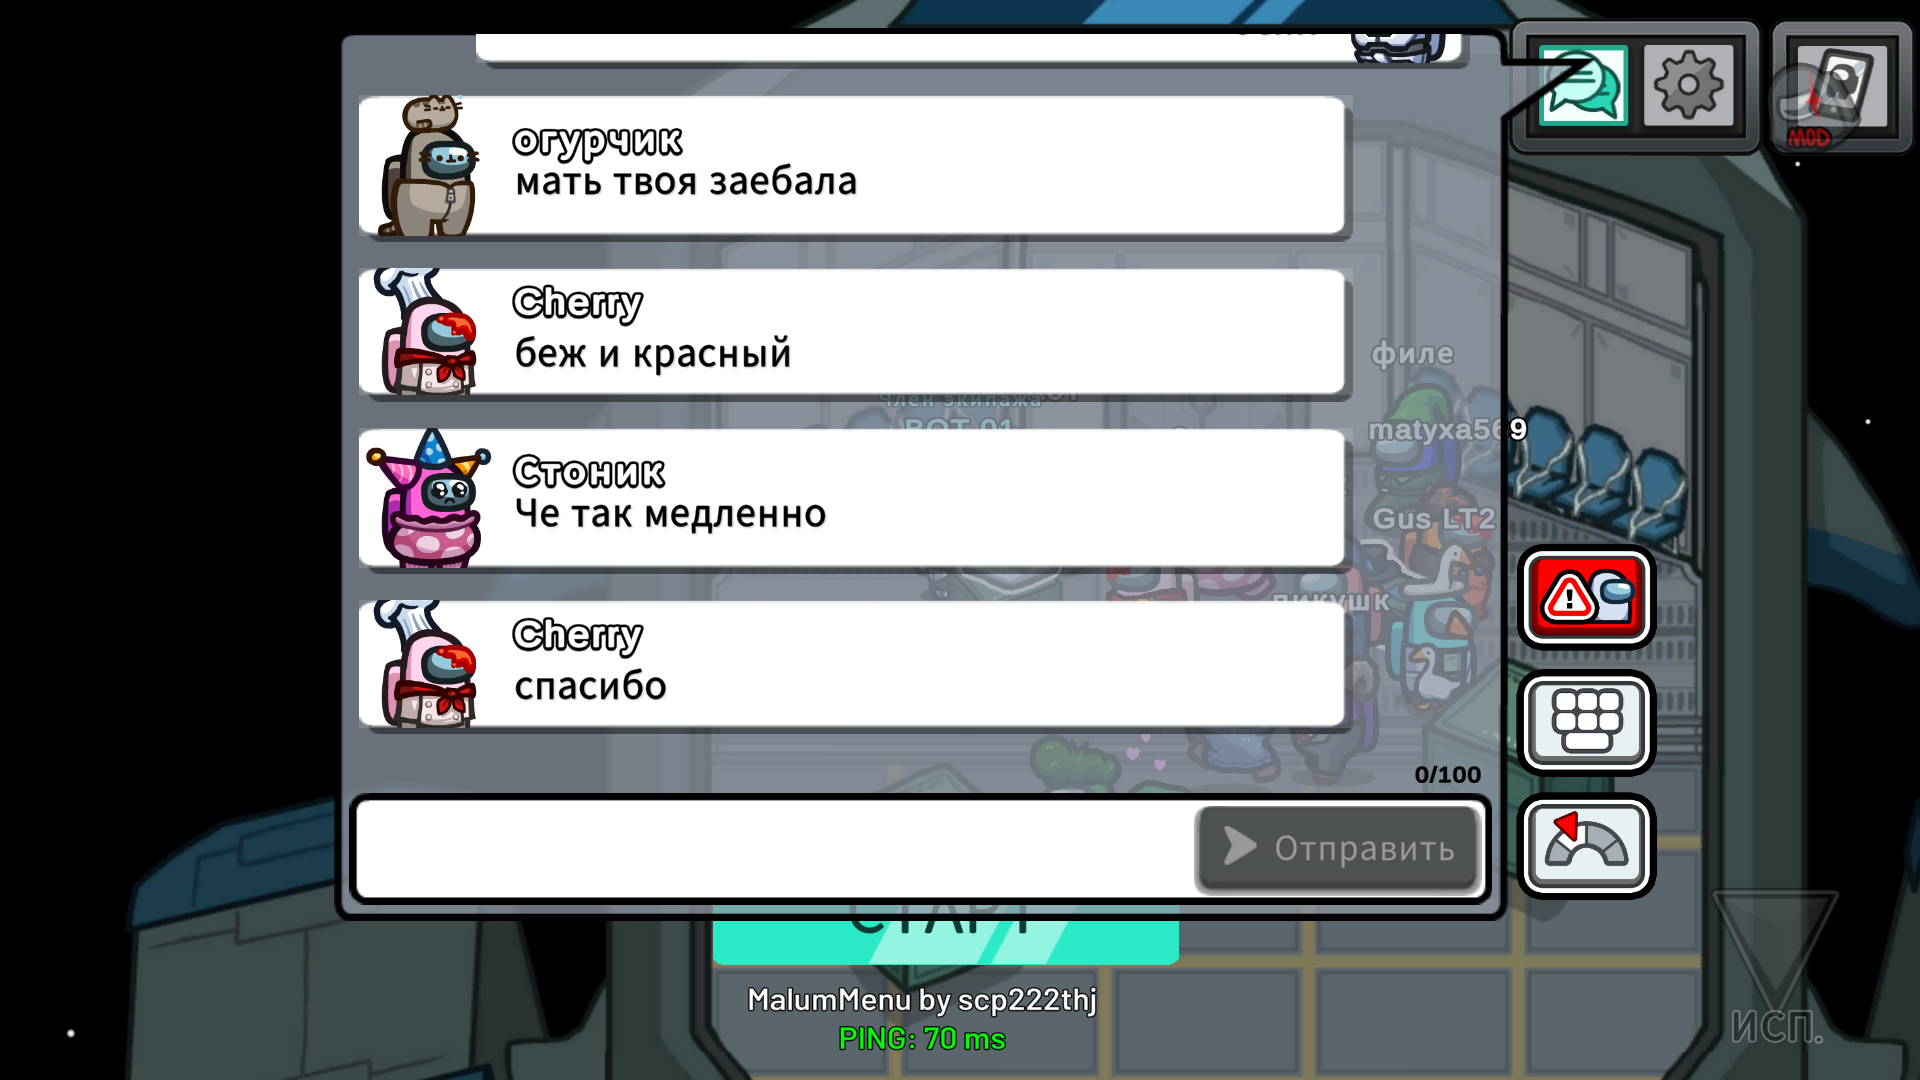 огурчик
мать твоя заебала
Cherry
беж и красный
Стоник
Че так медленно
Cherry
спасибо
MOD
филе
Член экипажа
BOT 01
matyxa569
Gus LT2
пикушк
0/100
Отправить
СТАРТ
MalumMenu by scp222thj
PING: 70 ms
ИСП.